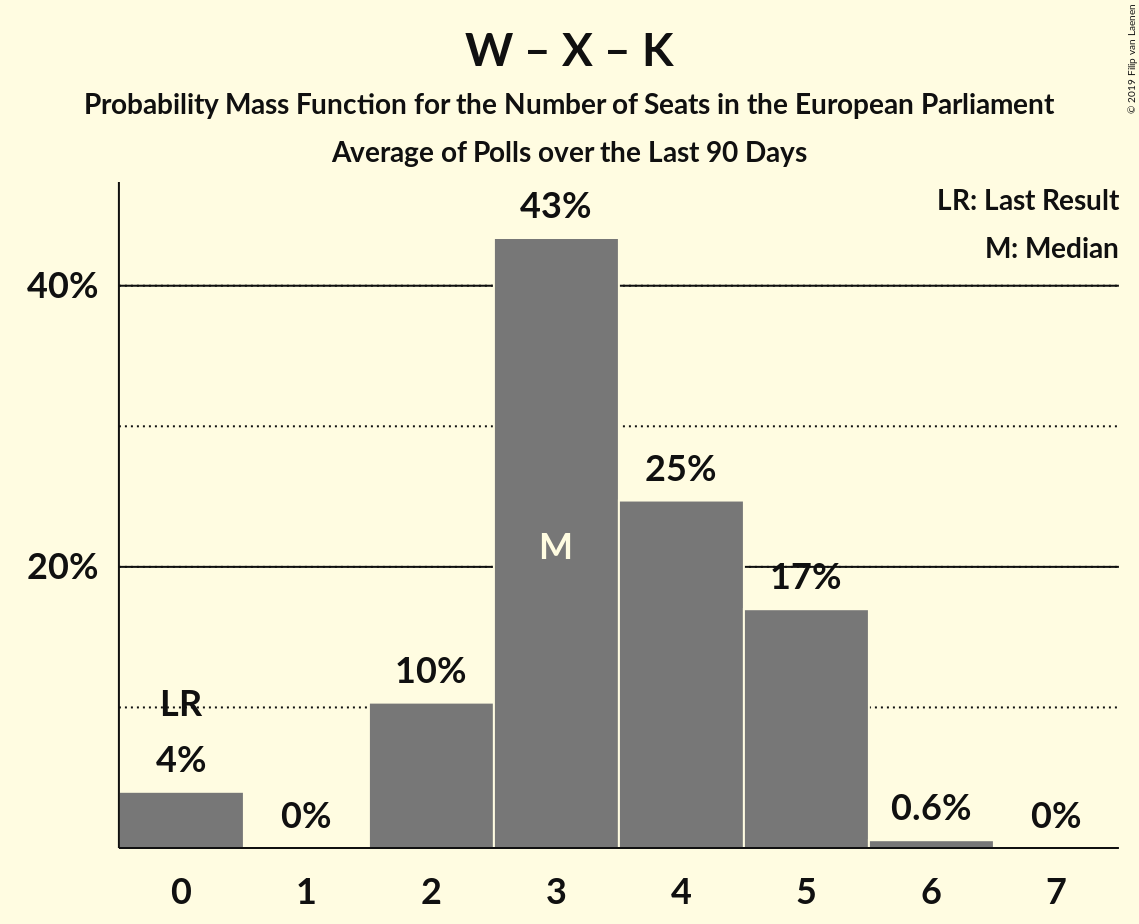 W – X – K
Probability Mass Function for the Number of Seats in the European Parliament
Average of Polls over the Last 90 Days
© 2019 Filip van Laenen
LR: Last Result
M: Median
43%
40%
25%
M
20%
17%
10%
LR
4%
0%
0.6%
0%
0 1 2 3 4 5 6 7